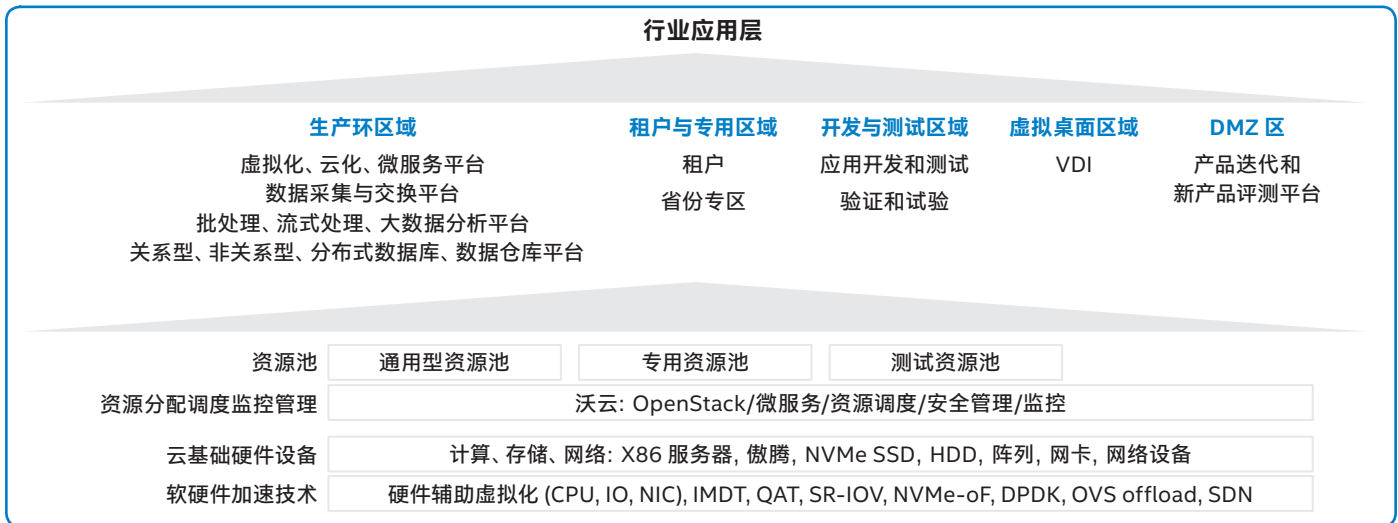 行业应用层
生产环区域
虚拟化、云化、微服务平台
数据采集与交换平台
批处理、流式处理、大数据分析平台
关系型、非关系型、分布式数据库、数据仓库平台
租户与专用区域
租户
省份专区
开发与测试区域
应用开发和测试
验证和试验
虚拟桌面区域
VDI
DMZ 区
产品迭代和
新产品评测平台
资源池 通用型资源池 专用资源池 测试资源池
资源分配调度监控管理 沃云: OpenStack/微服务/资源调度/安全管理/监控
云基础硬件设备 计算、存储、网络: X86 服务器, 傲腾, NVMe SSD, HDD, 阵列, 网卡, 网络设备
软硬件加速技术 硬件辅助虚拟化 (CPU, IO, NIC), IMDT, QAT, SR-IOV, NVMe-oF, DPDK, OVS offload, SDN